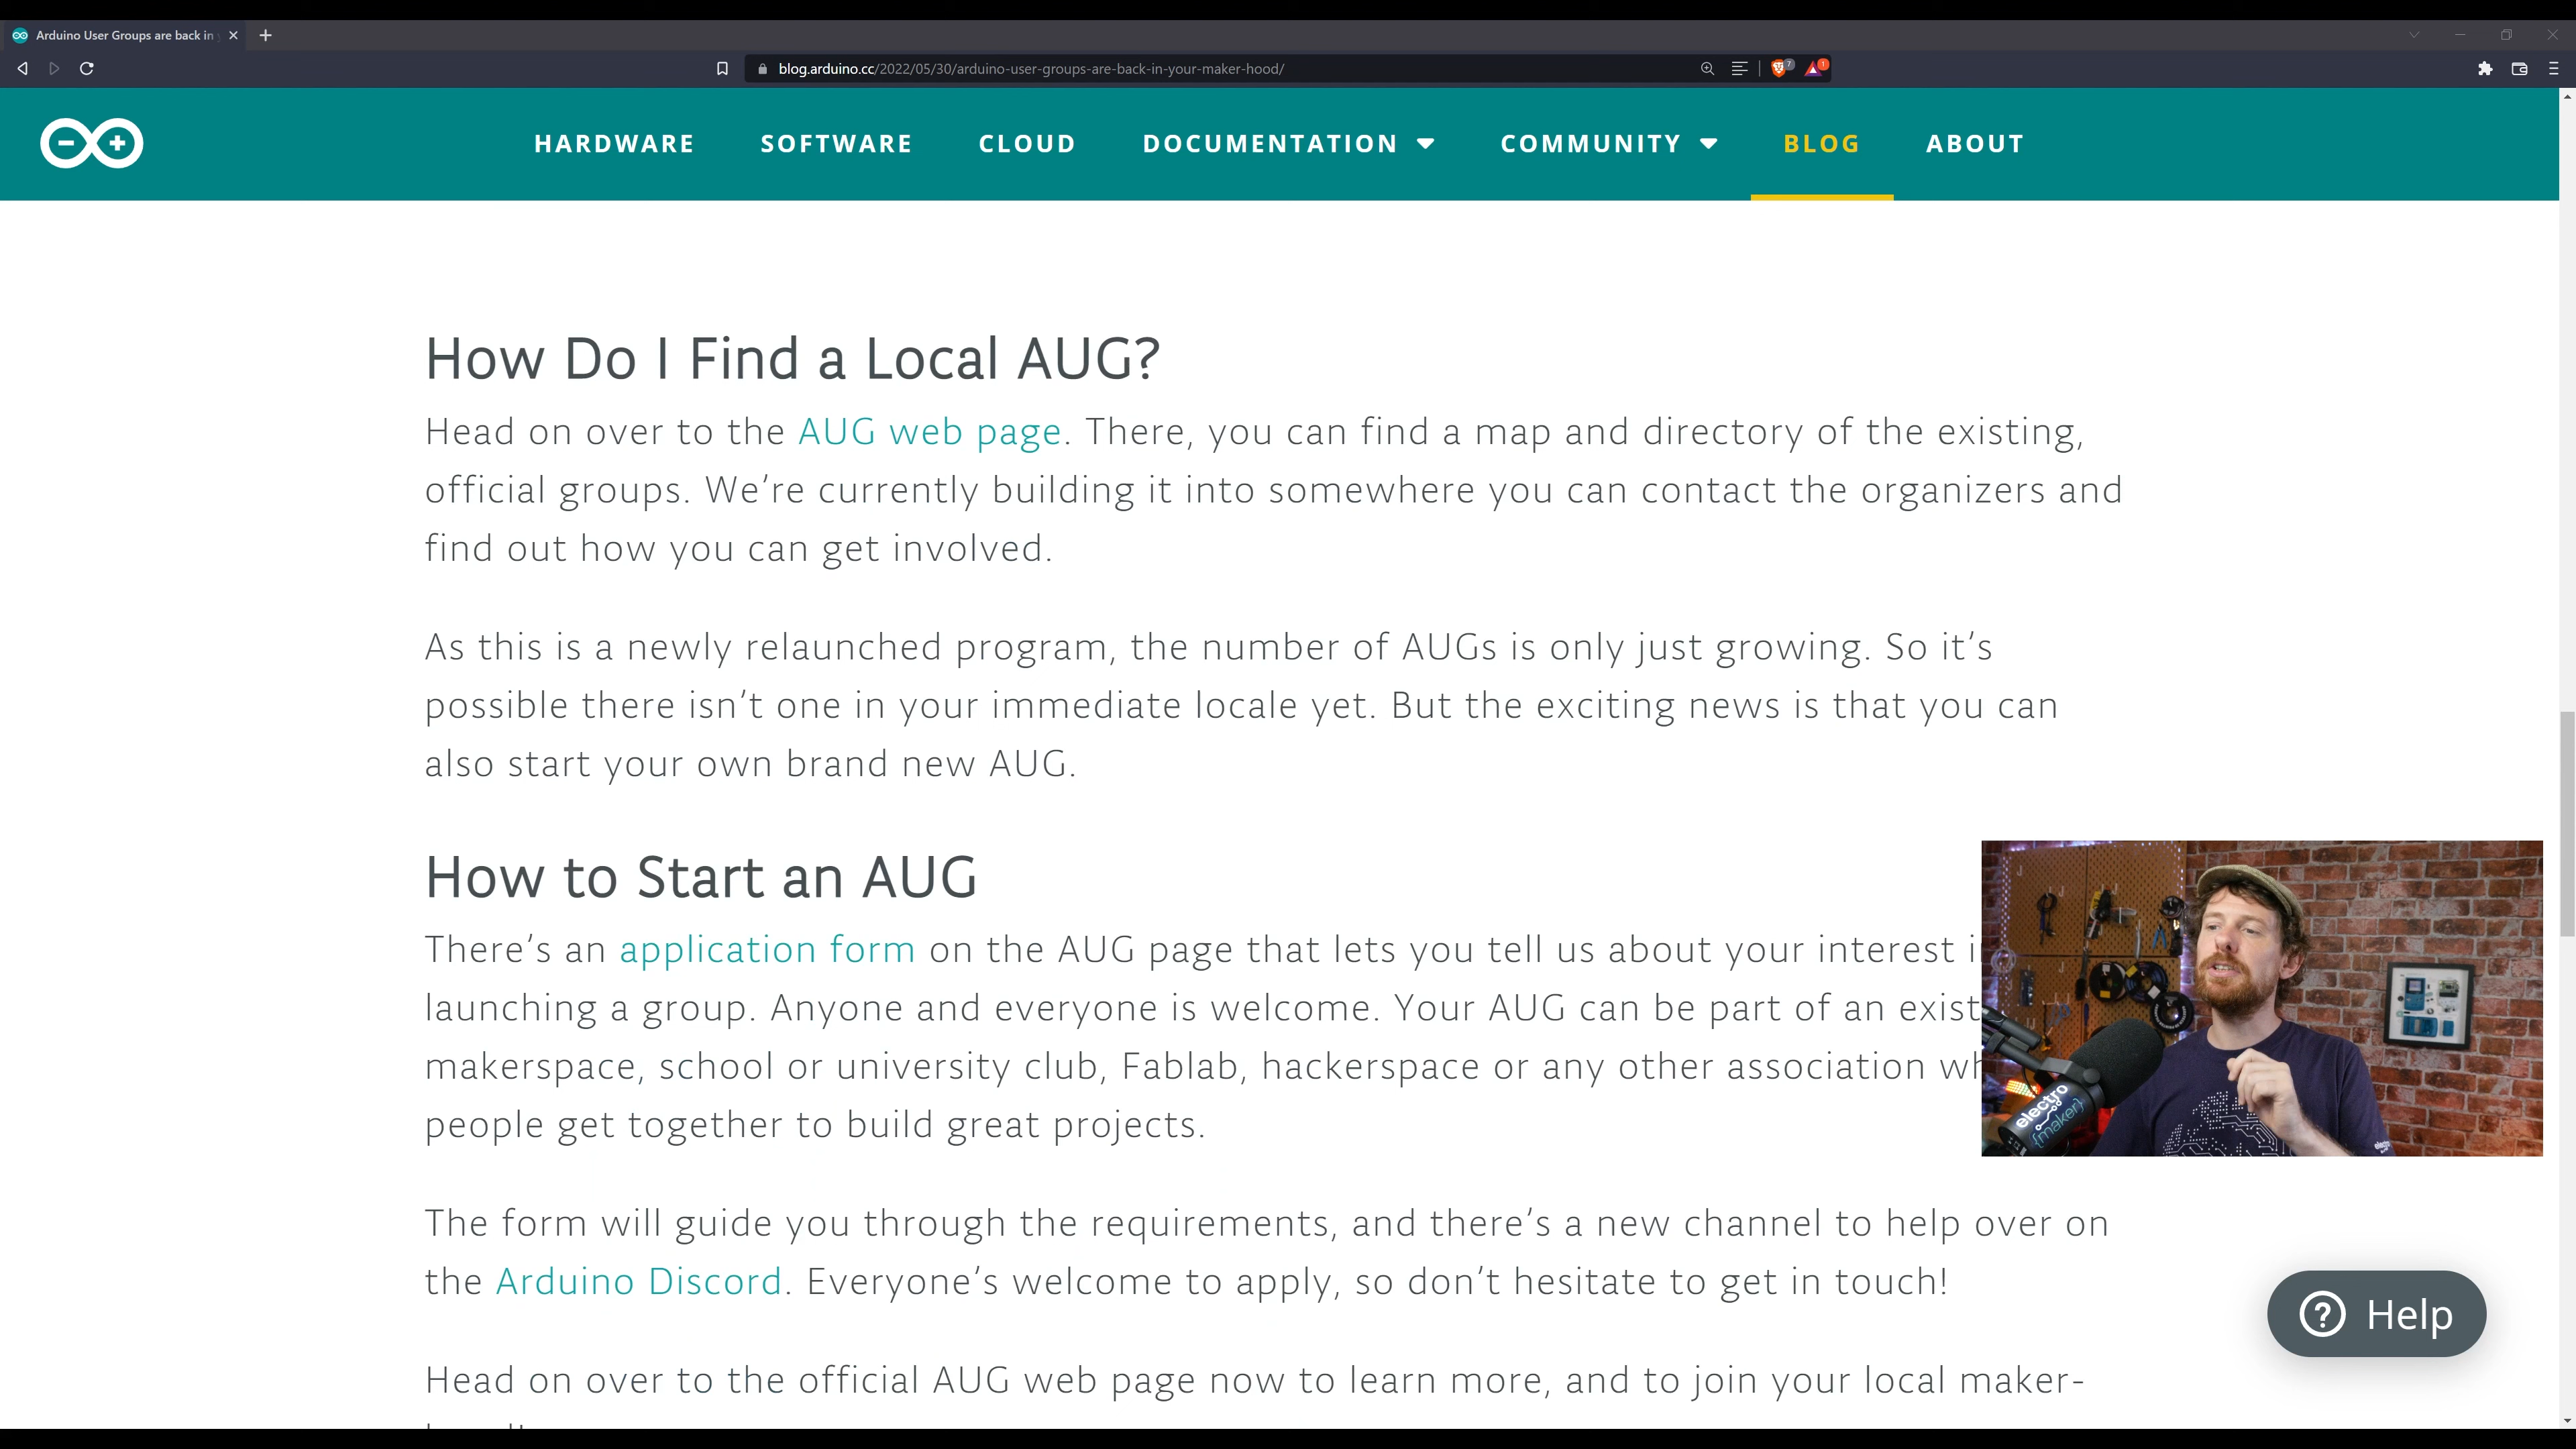 Arduino User Groups are back in
blog.arduino.cc/2022/05/30/arduino-user-groups-are-back-in-your-maker-hood/
7
1
HARDWARE SOFTWARE CLOUD DOCUMENTATION COMMUNITY BLOG ABOUT
How Do I Find a Local AUG?
Head on over to the AUG web page. There, you can find a map and directory of the existing,
official groups. We’re currently building it into somewhere you can contact the organizers and
find out how you can get involved.
As this is a newly relaunched program, the number of AUGs is only just growing. So it’s
possible there isn’t one in your immediate locale yet. But the exciting news is that you can
also start your own brand new AUG.
How to Start an AUG
There’s an application form on the AUG page that lets you tell us about your interest i
launching a group. Anyone and everyone is welcome. Your AUG can be part of an exist
makerspace, school or university club, Fablab, hackerspace or any other association wh
people get together to build great projects.
electro
{maker}
The form will guide you through the requirements, and there’s a new channel to help over on
the Arduino Discord. Everyone’s welcome to apply, so don’t hesitate to get in touch!
Help
Head on over to the official AUG web page now to learn more, and to join your local maker-